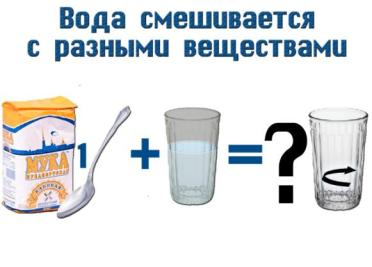 Вода смешивается
с разными веществами
МУКА
1 + = ?